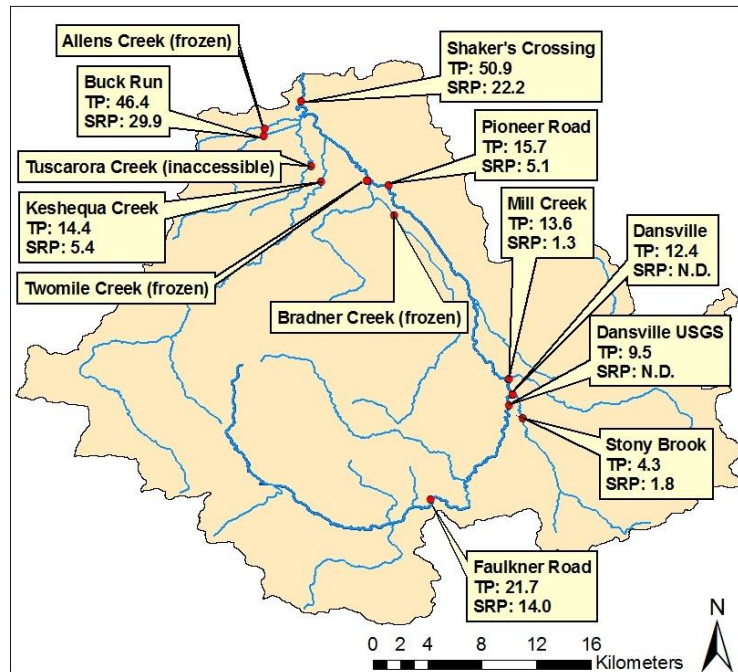 Allens Creek (frozen)
Buck Run
TP: 46.4
SRP: 29.9
Tuscarora Creek (inaccessible)
Keshequa Creek
TP: 14.4
SRP: 5.4
Twomile Creek (frozen)
Bradner Creek (frozen)
Shaker's Crossing
TP: 50.9
SRP: 22.2
Pioneer Road
TP: 15.7
SRP: 5.1
Mill Creek
TP: 13.6
SRP: 1.3
Dansville
TP: 12.4
SRP: N.D.
Dansville USGS
TP: 9.5
SRP: N.D.
Stony Brook
TP: 4.3
SRP: 1.8
Faulkner Road
TP: 21.7
SRP: 14.0
N
0 2 4 8 12 16
Kilometers